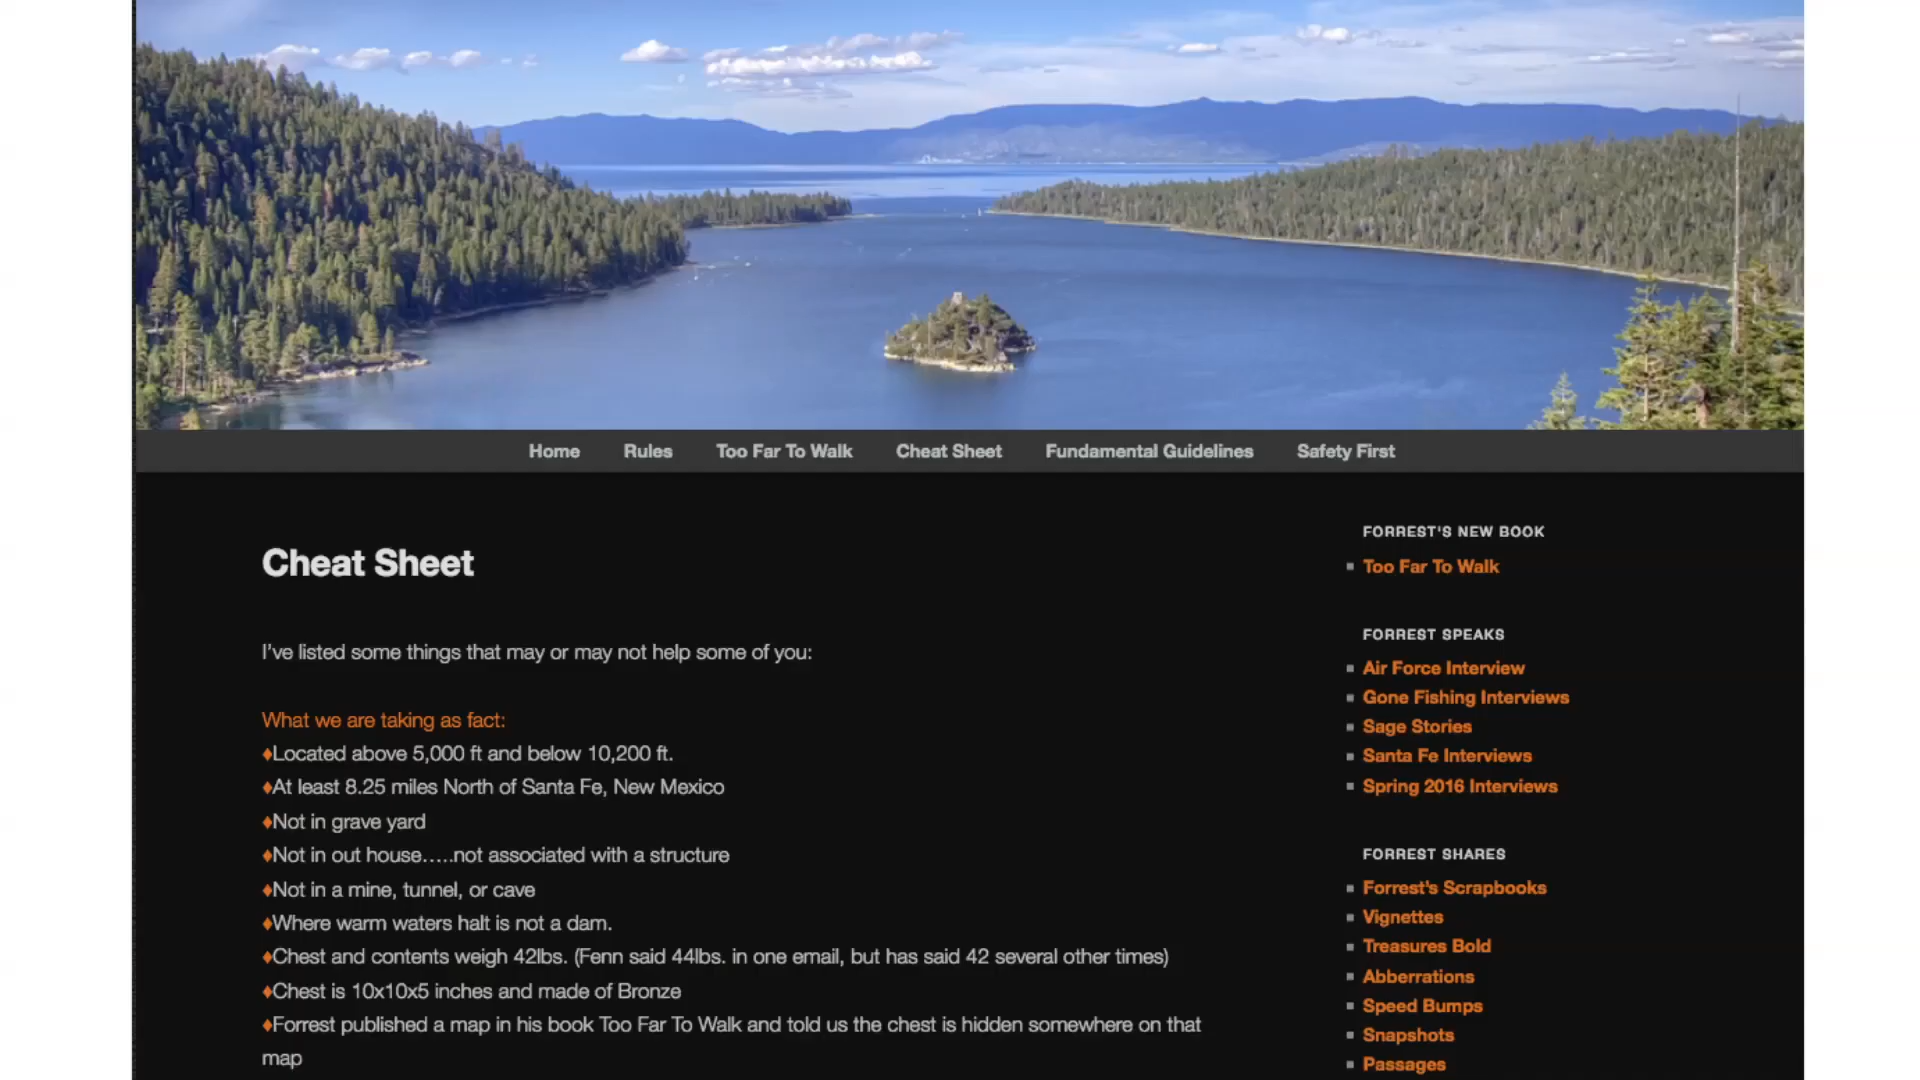 Home Rules Too Far To Walk Cheat Sheet Fundamental Guidelines Safety First
Cheat Sheet
I've listed some things that may or may not help some of you:
What we are taking as fact:
♦Located above 5,000 ft and below 10,200 ft.
♦At least 8.25 miles North of Santa Fe, New Mexico
♦Not in grave yard
♦Not in out house…..not associated with a structure
♦Not in a mine, tunnel, or cave
♦Where warm waters halt is not a dam.
♦Chest and contents weigh 42lbs. (Fenn said 44lbs. in one email, but has said 42 several other times)
♦Chest is 10x10x5 inches and made of Bronze
♦Forrest published a map in his book Too Far To Walk and told us the chest is hidden somewhere on that
map
FORREST'S NEW BOOK
Too Far To Walk
FORREST SPEAKS
Air Force Interview
Gone Fishing Interviews
Sage Stories
Santa Fe Interviews
Spring 2016 Interviews
FORREST SHARES
Forrest's Scrapbooks
Vignettes
Treasures Bold
Abberrations
Speed Bumps
Snapshots
Passages